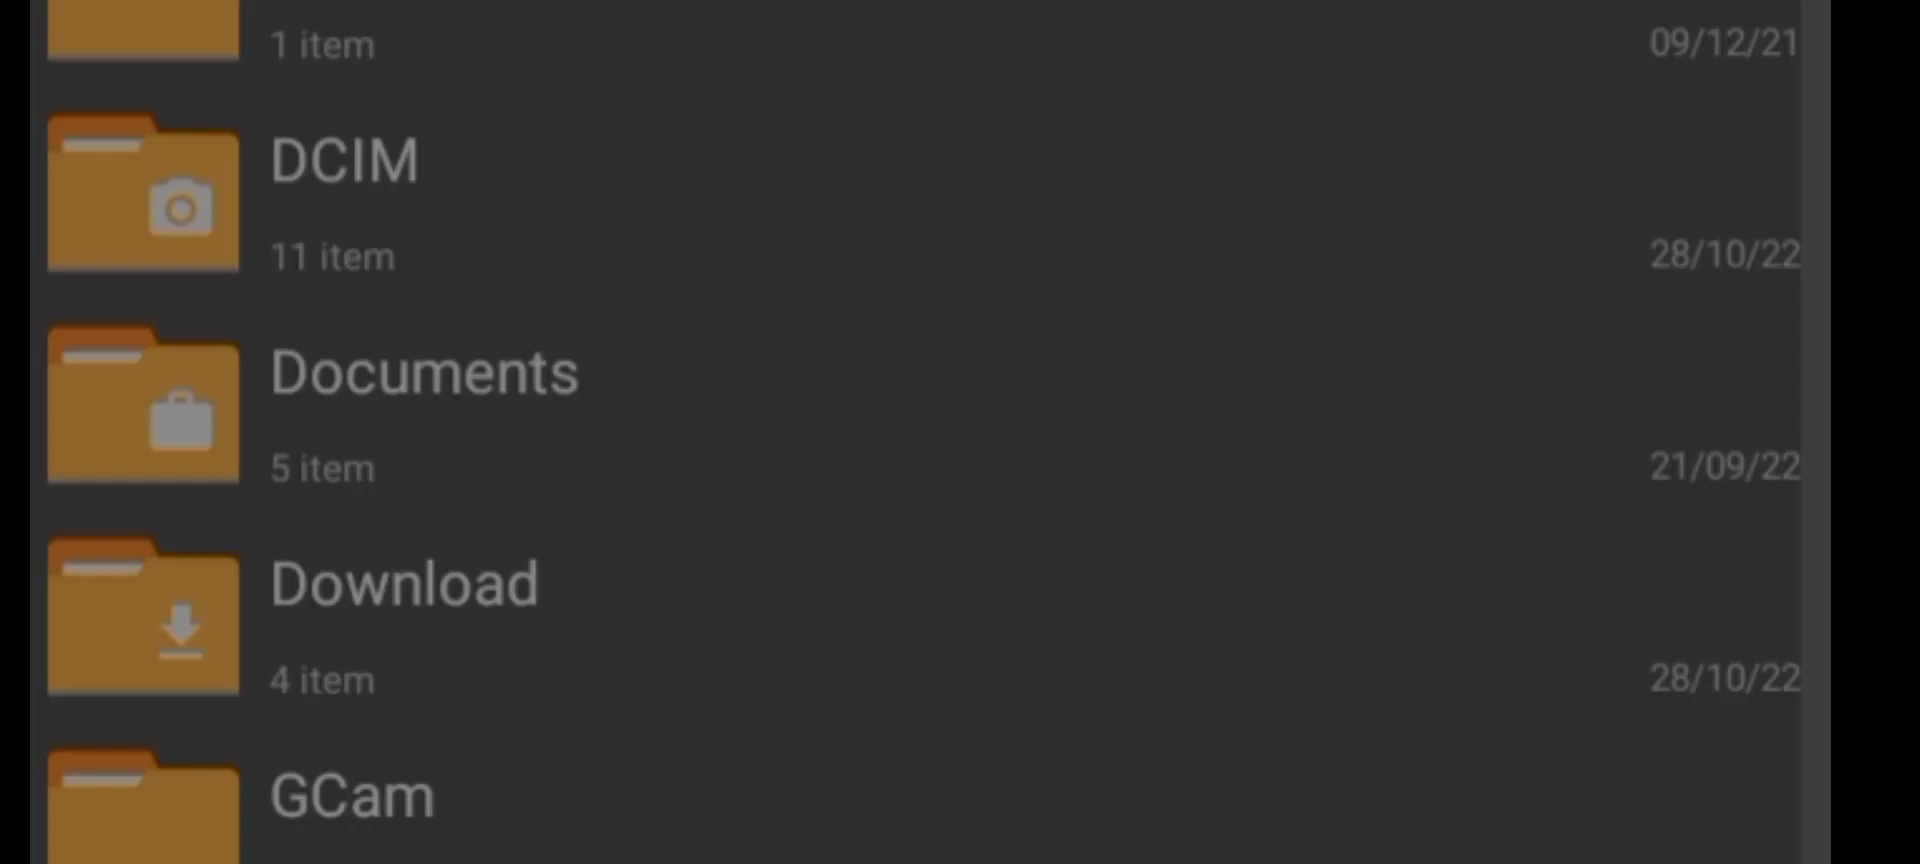 1 item 09/12/21
DCIM
11 item 28/10/22
Documents
5 item 21/09/22
Download
4 item 28/10/22
GCam